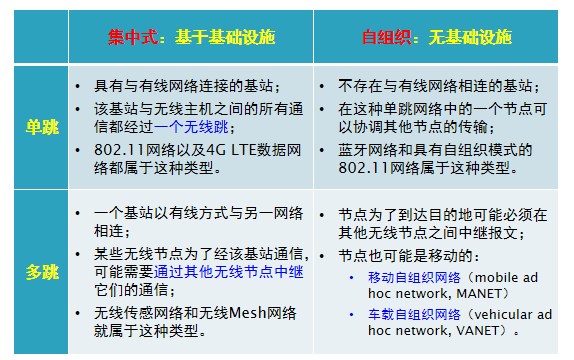 集中式：基于基础设施
自组织：无基础设施
单跳
• 具有与有线网络连接的基站；
• 该基站与无线主机之间的所有通
信都经过一个无线跳；
• 802.11网络以及4G LTE数据网
络都属于这种类型。
• 不存在与有线网络相连的基站；
• 在这种单跳网络中的一个节点可
以协调其他节点的传输；
• 蓝牙网络和具有自组织模式的
802.11网络属于这种类型。
多跳
• 一个基站以有线方式与另一网络
相连；
• 某些无线节点为了经该基站通信，
可能需要通过其他无线节点中继
它们的通信；
• 无线传感网络和无线Mesh网络
就属于这种类型。
• 节点为了到达目的地可能必须在
其他无线节点之间中继报文；
• 节点也可能是移动的：
• 移动自组织网络（mobile ad
hoc network, MANET）
• 车载自组织网络（vehicular ad
hoc network, VANET）。